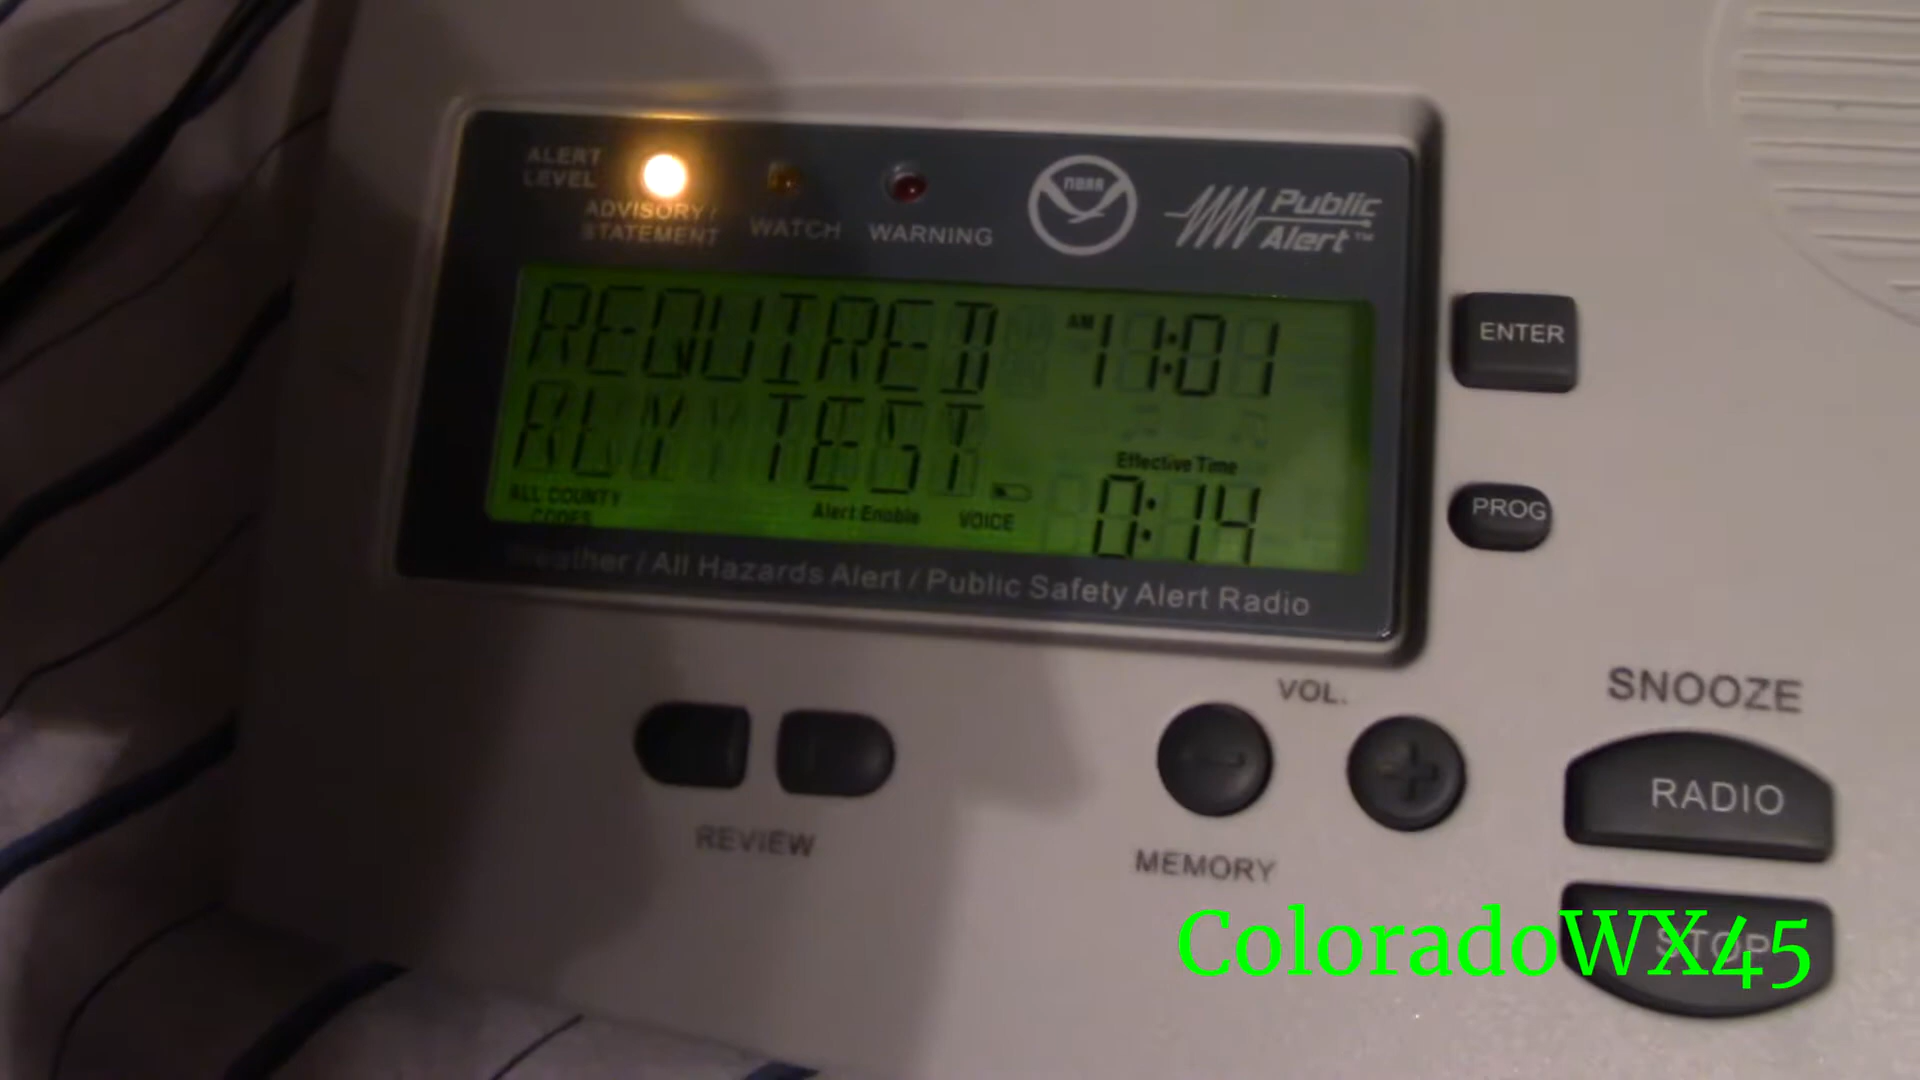 ALERT
LEVEL
ADVISORY /
STATEMENT
WATCH
WARNING
NOAA
Public
Alert™
REQUIRED
AM 11:01
RLY TEST
Effective Time
0:14
ALL COUNTY
CODES
Alert Enable
VOICE
Weather / All Hazards Alert / Public Safety Alert Radio
ENTER
PROG
VOL.
SNOOZE
- +
RADIO
REVIEW
MEMORY
STOP
ColoradoWX45